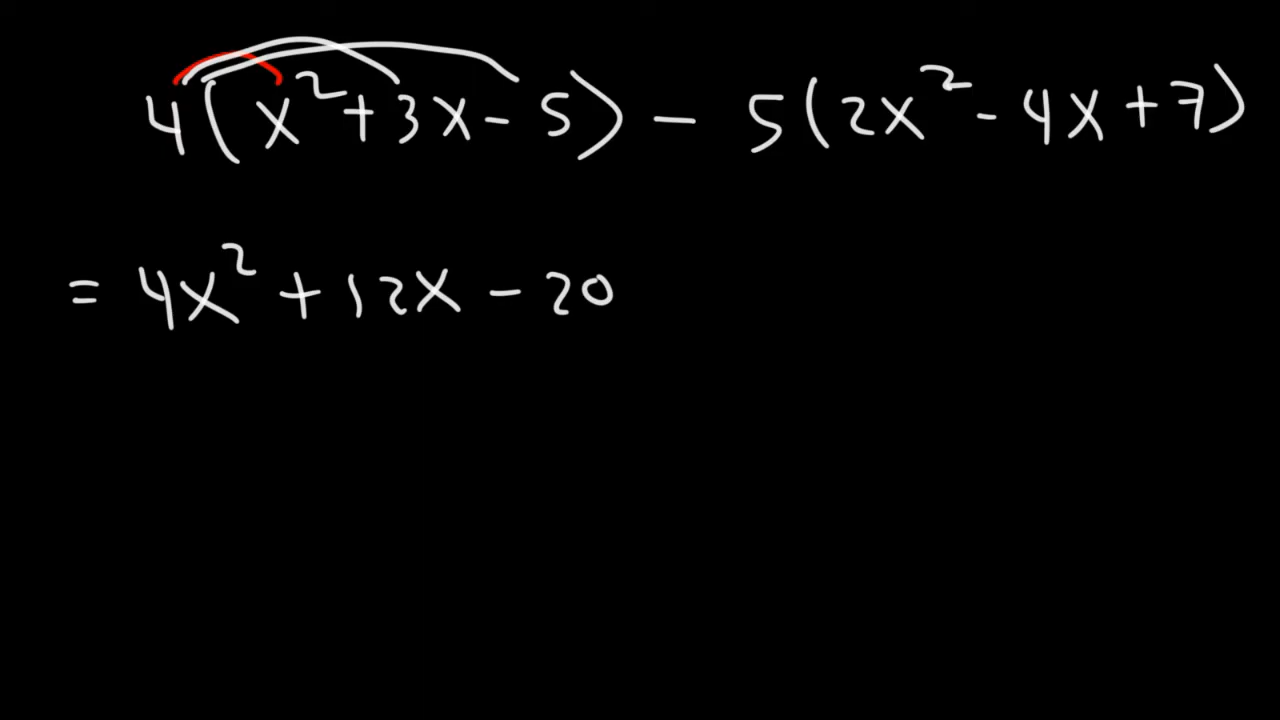 4(x² + 3x - 5) - 5(2x² - 4x + 7)
= 4x² + 12x - 20